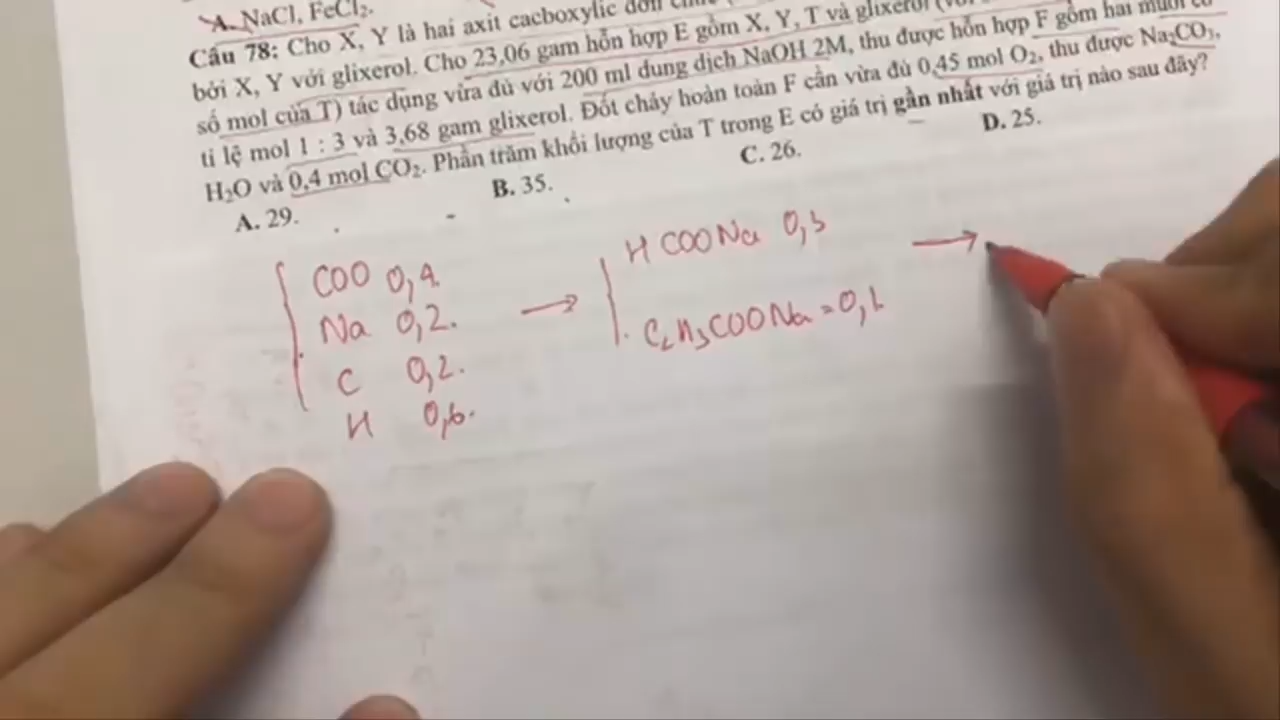 A. NaCl, FeCl₂.
Câu 78: Cho X, Y là hai axit cacboxylic đơn
bởi X, Y với glixerol. Cho 23,06 gam hỗn hợp E gồm X, Y, T và glixerol
số mol của T) tác dụng vừa đủ với 200 ml dung dịch NaOH 2M, thu được hỗn hợp F gồm hai muối có
tỉ lệ mol 1 : 3 và 3,68 gam glixerol. Đốt cháy hoàn toàn F cần vừa đủ 0,45 mol O₂, thu được Na₂CO₃,
H₂O và 0,4 mol CO₂. Phần trăm khối lượng của T trong E có giá trị gần nhất với giá trị nào sau đây?
A. 29. B. 35. C. 26. D. 25.
COO 0,4
Na 0,2.
C 0,2.
H 0,6.
→
HCOONa 0,3
C₂H₃COONa = 0,1
→